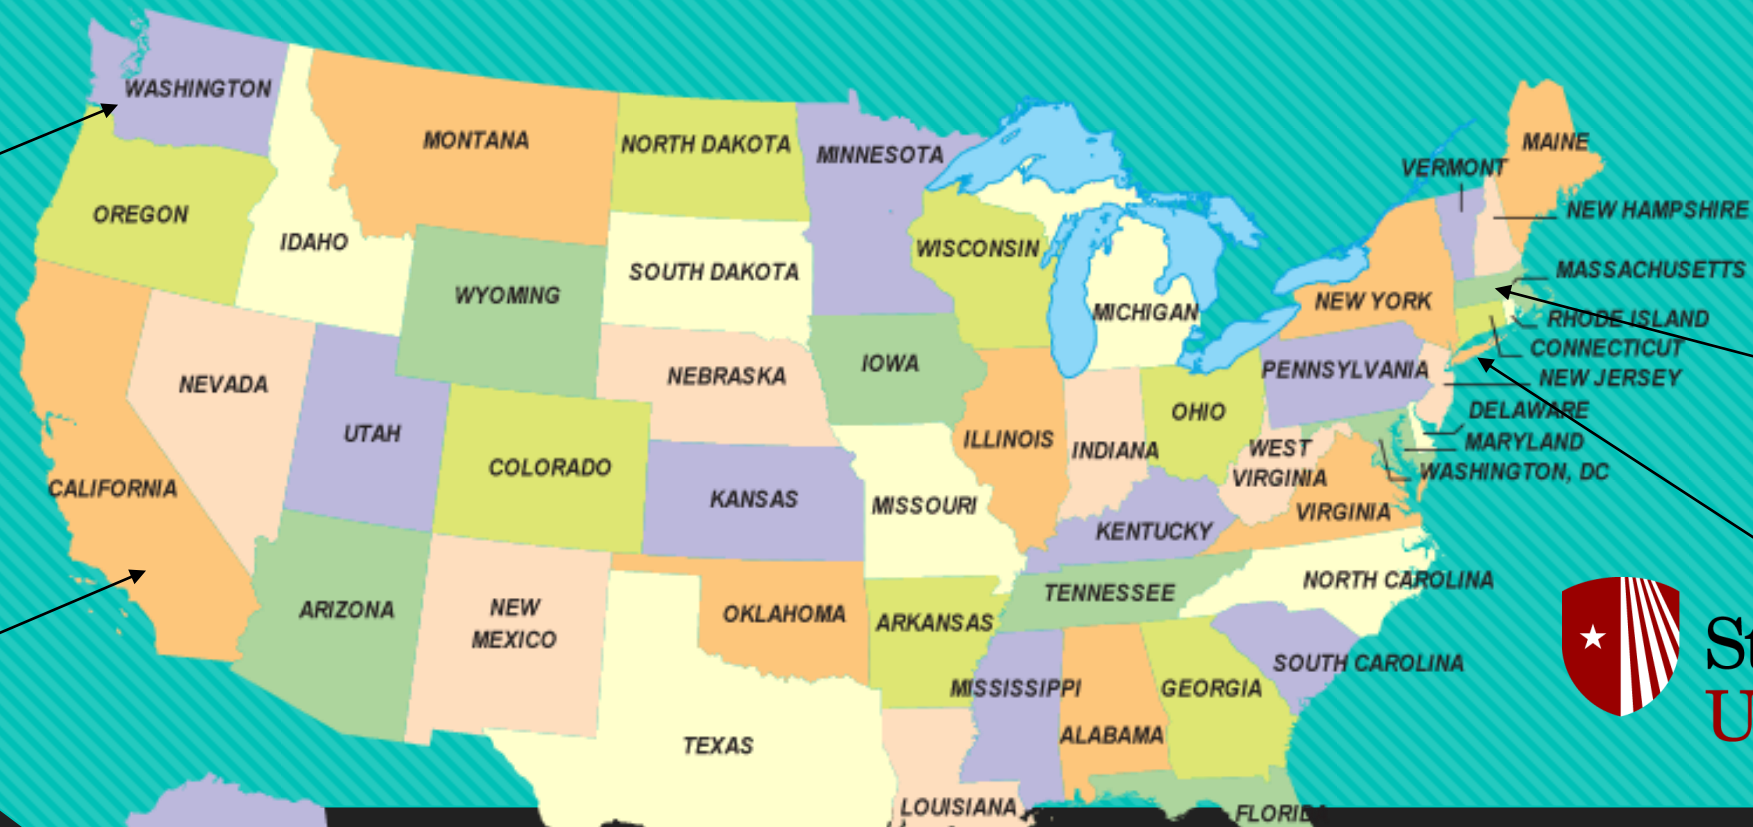 WASHINGTON
MONTANA
NORTH DAKOTA
MINNESOTA
MAINE
VERMONT
OREGON
IDAHO
NEW HAMPSHIRE
WISCONSIN
SOUTH DAKOTA
MASSACHUSETTS
WYOMING
MICHIGAN
NEW YORK
RHODE ISLAND
CONNECTICUT
IOWA
PENNSYLVANIA
NEW JERSEY
NEBRASKA
NEVADA
OHIO
DELAWARE
UTAH
ILLINOIS
INDIANA
WEST
VIRGINIA
MARYLAND
COLORADO
WASHINGTON, DC
CALIFORNIA
KANSAS
MISSOURI
VIRGINIA
KENTUCKY
NORTH CAROLINA
TENNESSEE
ARIZONA
NEW
MEXICO
OKLAHOMA
ARKANSAS
St
SOUTH CAROLINA
MISSISSIPPI
GEORGIA
U
ALABAMA
TEXAS
LOUISIANA
FLORID